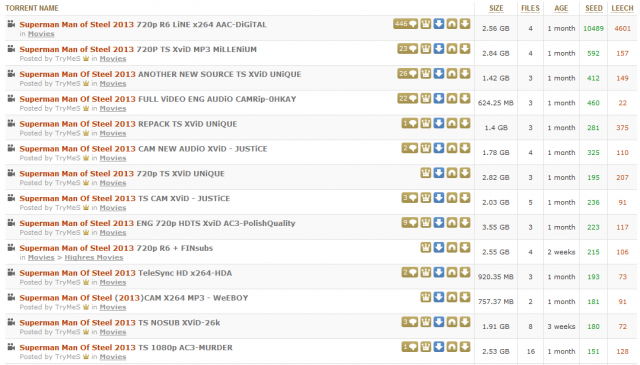 TORRENT NAME SIZE FILES AGE SEED LEECH
Superman Man of Steel 2013 720p R6 LiNE x264 AAC-DiGiTAL 446 2.56 GB 4 1 month 10489 4601
in Movies
Superman Man Of Steel 2013 720p TS XviD MP3 MiLLENiUM 23 2.84 GB 4 1 month 592 157
Posted by TryMeS in Movies
Superman Man Of Steel 2013 ANOTHER NEW SOURCE TS XVID UNiQUE 26 1.42 GB 3 1 month 412 149
Posted by TryMeS in Movies
Superman Man Of Steel 2013 FULL ViDEO ENG AUDiO CAMRip-0HKAY 22 624.25 MB 3 1 month 460 22
Posted by TryMeS in Movies
Superman Man Of Steel 2013 REPACK TS XViD UNIQUE 1 1.4 GB 3 1 month 281 375
Posted by TryMeS in Movies
Superman Man Of Steel 2013 CAM NEW AUDiO XViD - JUSTiCE 2 1.78 GB 4 1 month 325 110
Posted by TryMeS in Movies
Superman Man Of Steel 2013 720p TS XviD UNiQUE 2.82 GB 3 1 month 195 207
Posted by TryMeS in Movies
Superman Man Of Steel 2013 TS CAM XViD - JUSTiCE 3 2.03 GB 5 1 month 236 91
Posted by TryMeS in Movies
Superman Man Of Steel 2013 ENG 720p HDTS XviD AC3-PolishQuality 9 3.55 GB 3 1 month 223 117
Posted by TryMeS in Movies
Superman Man of Steel 2013 720p R6 + FINsubs 2.55 GB 4 2 weeks 215 106
in Movies > Highres Movies
Superman Man Of Steel 2013 TeleSync HD x264-HDA 2 920.35 MB 3 1 month 223 73
Posted by TryMeS in Movies
Superman Man Of Steel (2013)CAM X264 MP3 - WeEBOY 757.37 MB 2 1 month 181 91
Posted by TryMeS in Movies
Superman Man Of Steel 2013 TS NOSUB XViD-26k 3 1.91 GB 8 3 weeks 180 72
Posted by TryMeS in Movies
Superman Man Of Steel 2013 TS 1080p AC3-MURDER 1 2.53 GB 16 1 month 151 128
Posted by TryMeS in Movies